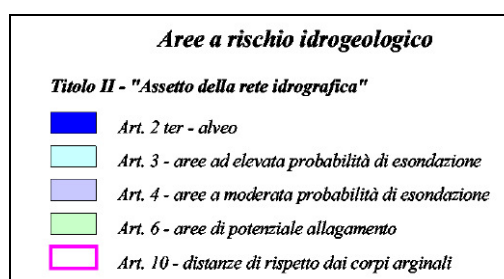 Aree a rischio idrogeologico
Titolo II - "Assetto della rete idrografica"
Art. 2 ter - alveo
Art. 3 - aree ad elevata probabilità di esondazione
Art. 4 - aree a moderata probabilità di esondazione
Art. 6 - aree di potenziale allagamento
Art. 10 - distanze di rispetto dai corpi arginali